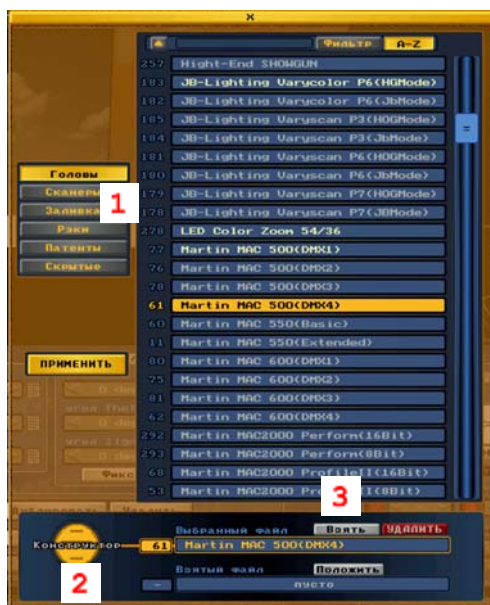 x
Фильтр A-Z
257 Hight-End SHOWGUN
183 JB-Lighting Varycolor P6(HGMode)
182 JB-Lighting Varycolor P6(JbMode)
185 JB-Lighting Varyscan P3(HOGMode)
184 JB-Lighting Varyscan P3(JbMode)
181 JB-Lighting Varyscan P6(HOGMode)
180 JB-Lighting Varyscan P6(JbMode)
179 JB-Lighting Varyscan P7(HOGMode)
178 JB-Lighting Varyscan P7(JBMode)
278 LED Color Zoom 54/36
77 Martin MAC 500(DMX1)
76 Martin MAC 500(DMX2)
78 Martin MAC 500(DMX3)
61 Martin MAC 500(DMX4)
60 Martin MAC 550(Basic)
11 Martin MAC 550(Extended)
80 Martin MAC 600(DMX1)
75 Martin MAC 600(DMX2)
81 Martin MAC 600(DMX3)
62 Martin MAC 600(DMX4)
292 Martin MAC2000 Perform(16Bit)
293 Martin MAC2000 Perform(8Bit)
68 Martin MAC2000 ProfileII(16Bit)
53 Martin MAC2000 II(8Bit)
Головы
Сканеры
Заливка
1
Рэки
Патенты
Скрытые
ПРИМЕНИТЬ
3
Выбранный файл Взять УДАЛИТЬ
Конструктор 61 Martin MAC 500(DMX4)
2
Взятый файл Положить
- пусто